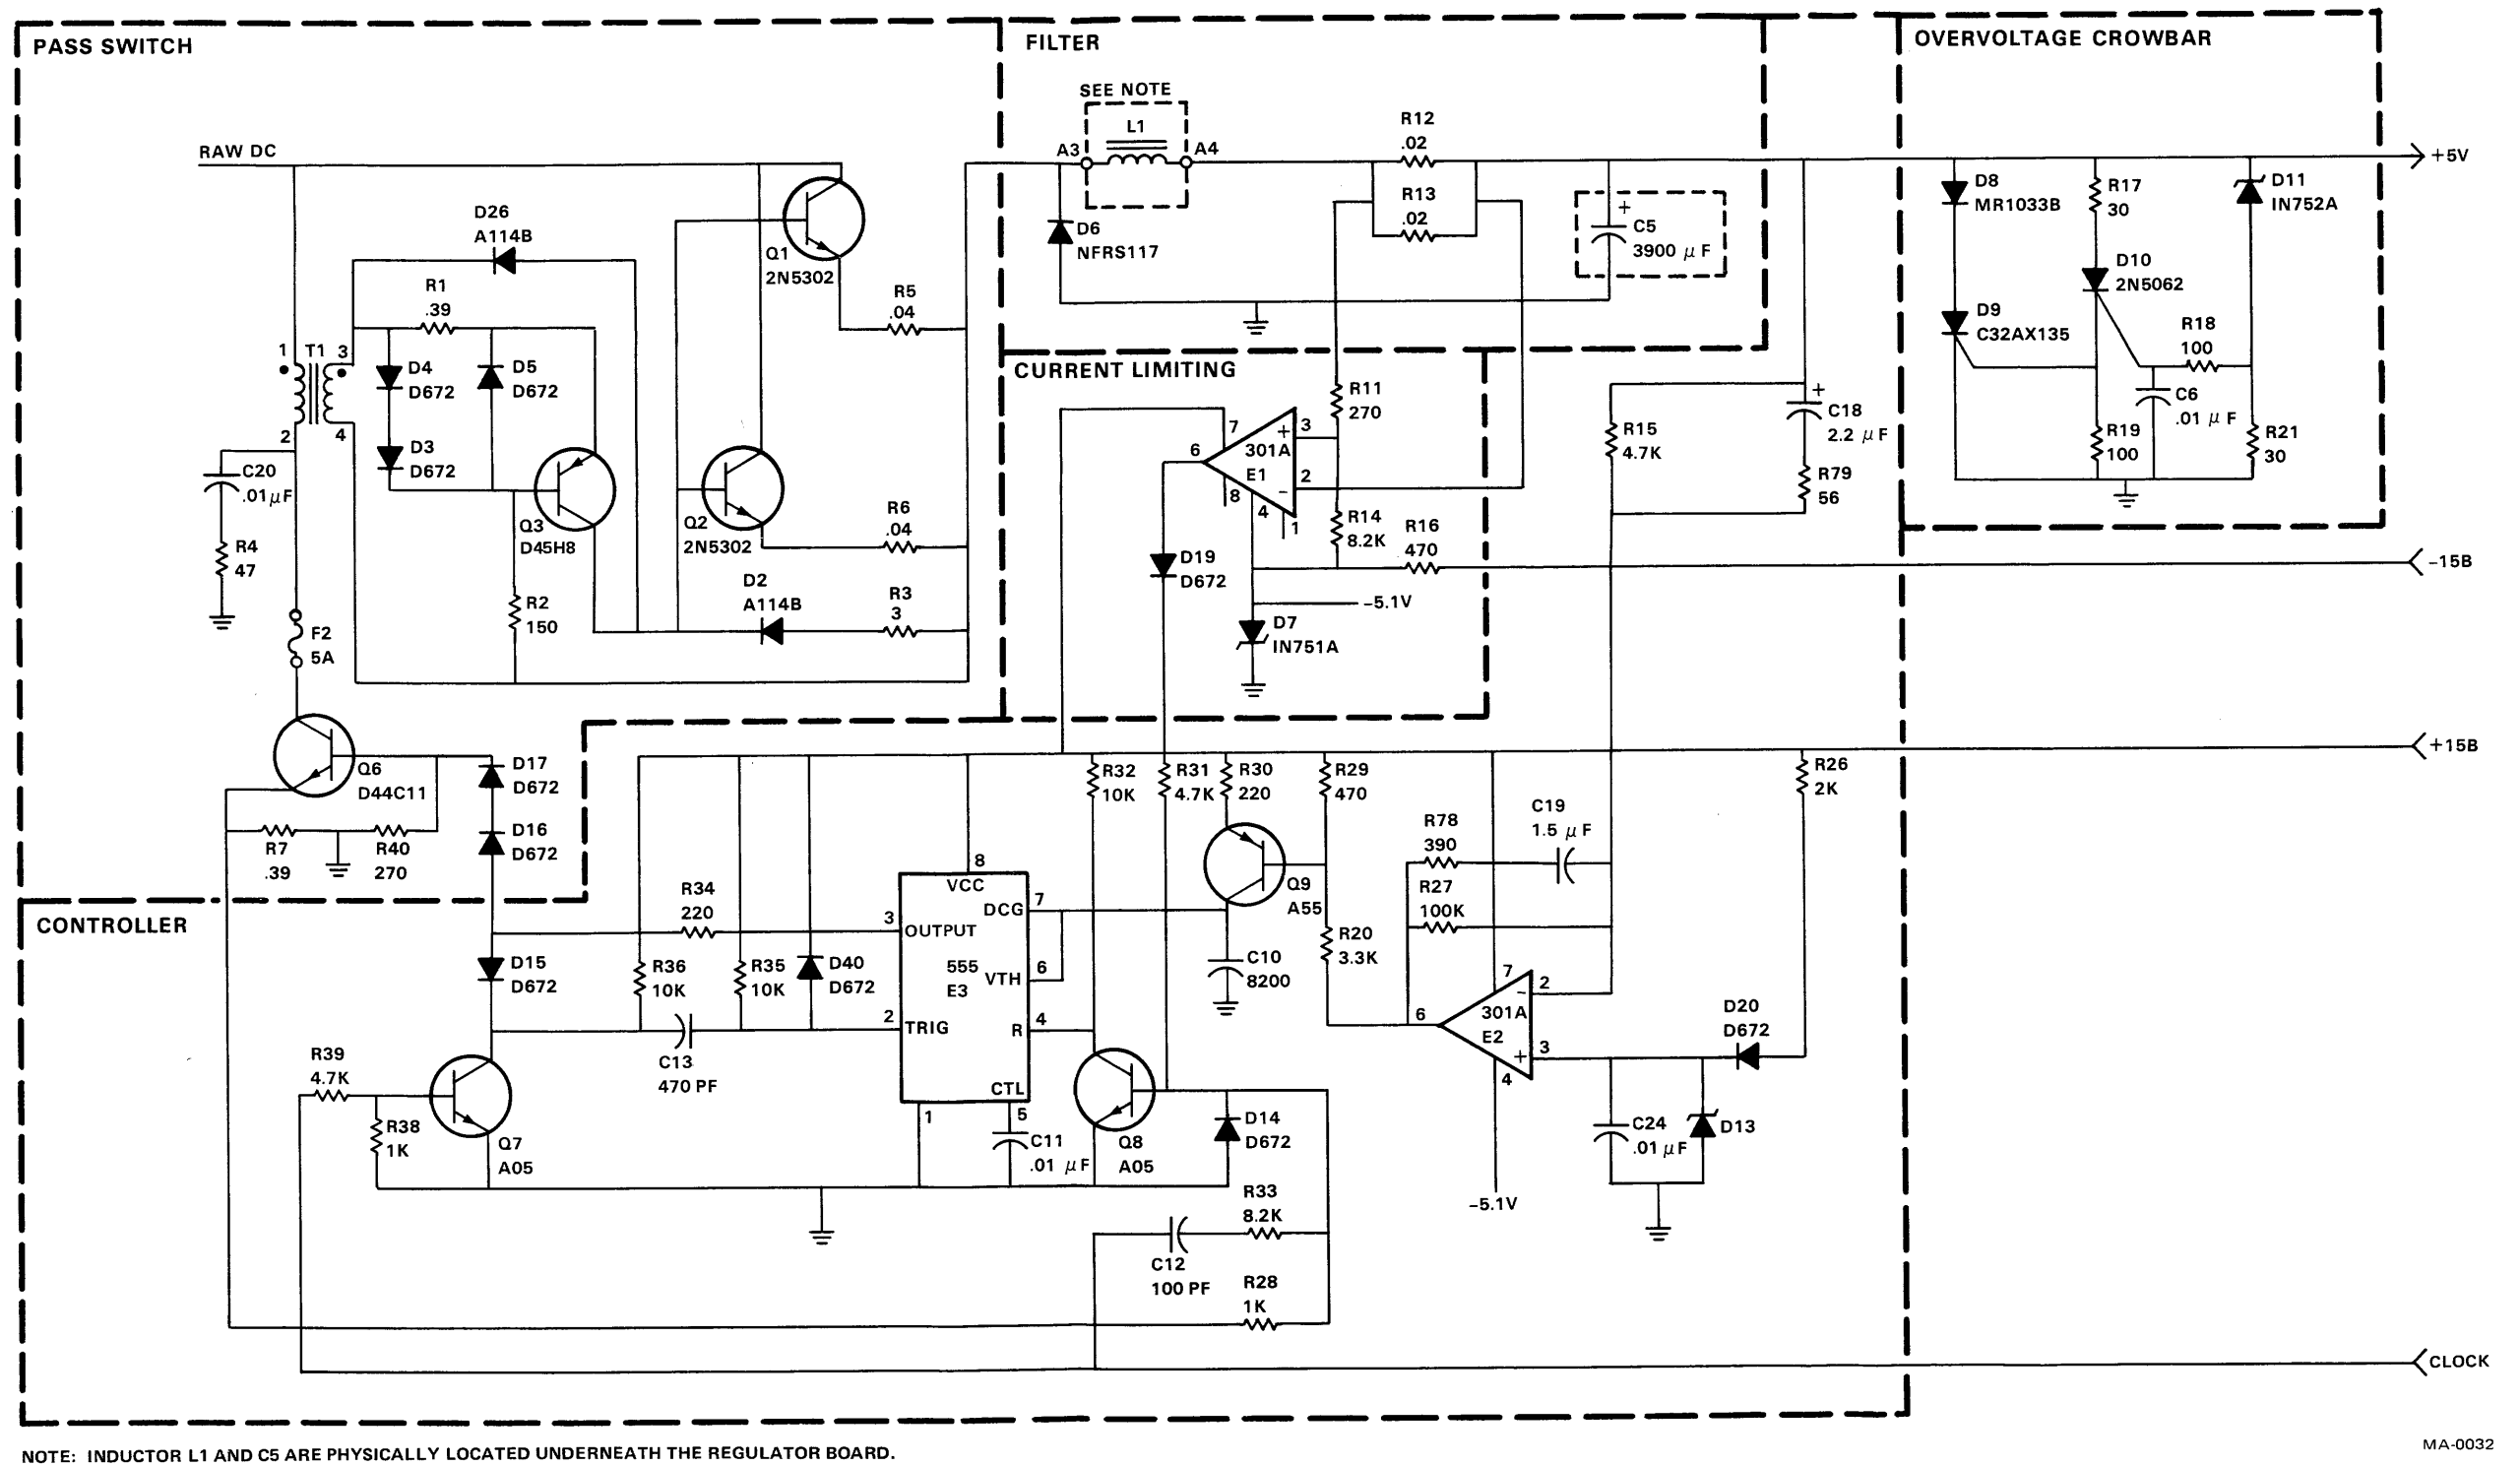 PASS SWITCH
FILTER
OVERVOLTAGE CROWBAR
SEE NOTE
L1
A3
A4
R12
.02
R13
.02
RAW DC
+5V
D26
A114B
Q1
2N5302
D6
NFRS117
+
C5
3900 μF
D8
MR1033B
R17
30
D11
IN752A
D10
2N5062
R1
.39
R5
.04
D9
C32AX135
R18
100
1
T1
3
D4
D672
D5
D672
CURRENT LIMITING
R11
270
+
C18
2.2 μF
C6
.01 μF
2
4
D3
D672
7
+
3
6
301A
E1
8
–
2
4
1
R15
4.7K
R19
100
R21
30
C20
.01μF
R79
56
Q3
D45H8
Q2
2N5302
R6
.04
R14
8.2K
R16
470
R4
47
D19
D672
–15B
D2
A114B
R3
3
R2
150
–5.1V
F2
5A
D7
IN751A
+15B
Q6
D44C11
D17
D672
R32
10K
R31
4.7K
R30
220
R29
470
R26
2K
D16
D672
C19
1.5 μF
R7
.39
R40
270
R78
390
8
VCC
Q9
A55
R27
100K
R34
220
3
OUTPUT
DCG
7
CONTROLLER
R20
3.3K
D15
D672
R36
10K
R35
10K
D40
D672
555
E3
VTH
6
C10
8200
7
–
2
301A
E2
6
+
3
4
D20
D672
2
TRIG
R
4
C13
470 PF
R39
4.7K
CTL
1
5
C11
.01 μF
Q8
A05
D14
D672
C24
.01μF
D13
R38
1K
Q7
A05
–5.1V
R33
8.2K
C12
100 PF
R28
1K
CLOCK
NOTE: INDUCTOR L1 AND C5 ARE PHYSICALLY LOCATED UNDERNEATH THE REGULATOR BOARD.
MA-0032